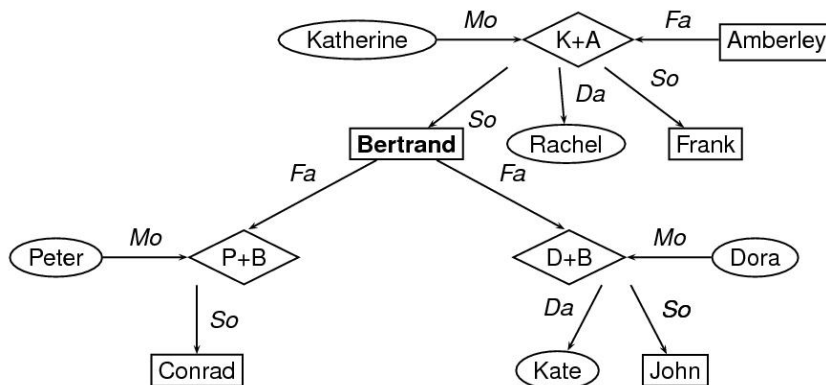 Katherine Mo K+A Fa Amberley
So Da So
Bertrand Rachel Frank
Fa Fa
Peter Mo P+B D+B Mo Dora
So Da So
Conrad Kate John